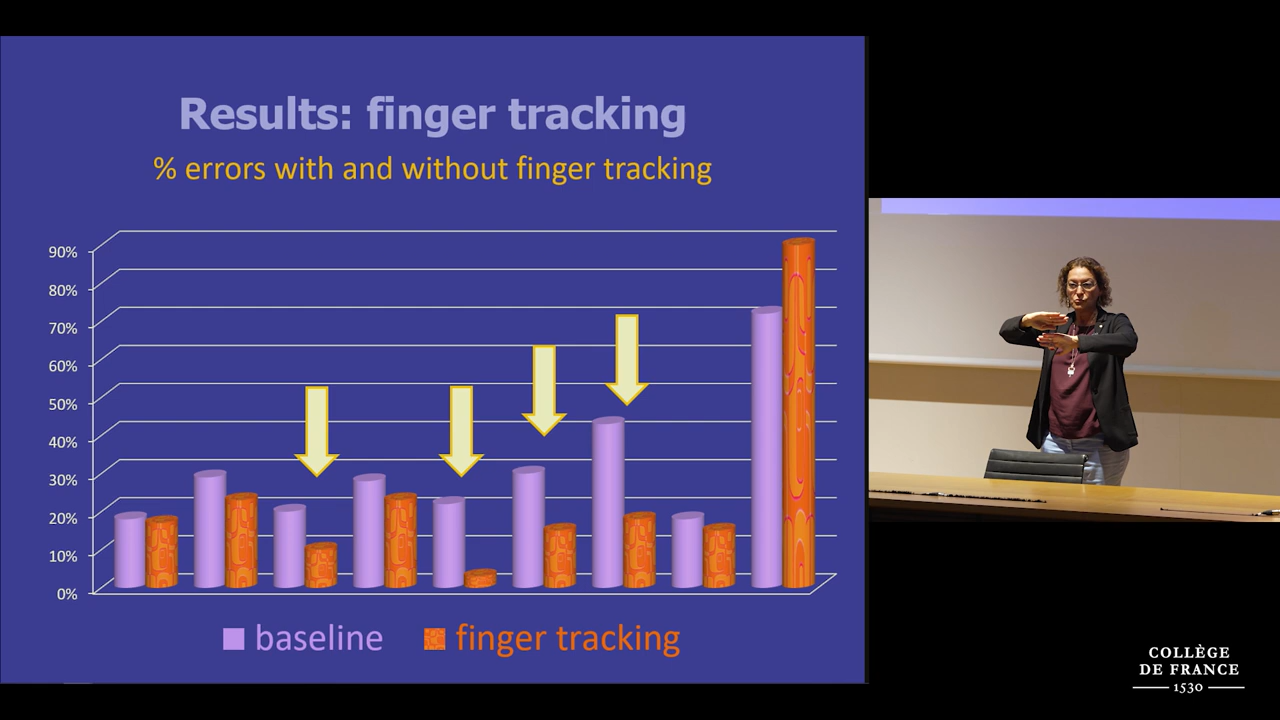 Results: finger tracking
% errors with and without finger tracking
90%
80%
70%
60%
50%
40%
30%
20%
10%
0%
baseline
finger tracking
COLLÈGE
DE FRANCE
1530